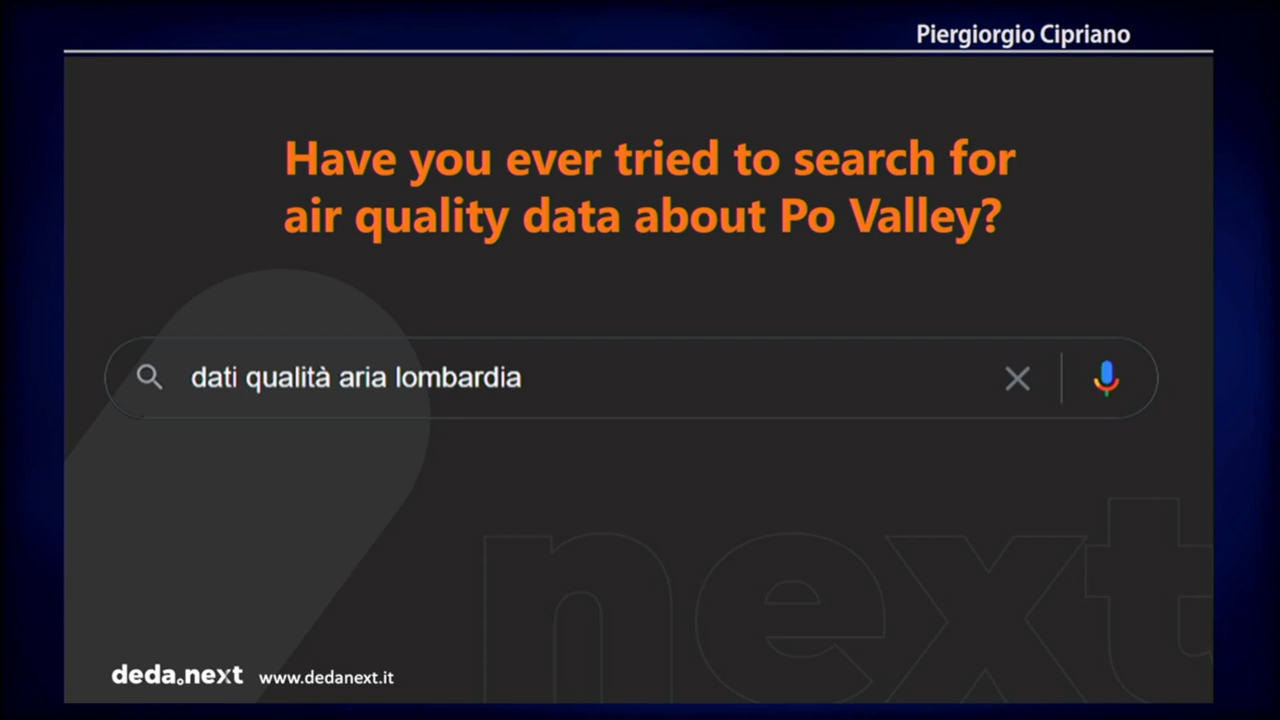 Piergiorgio Cipriano
Have you ever tried to search for
air quality data about Po Valley?
dati qualità aria lombardia
next
deda.next www.dedanext.it